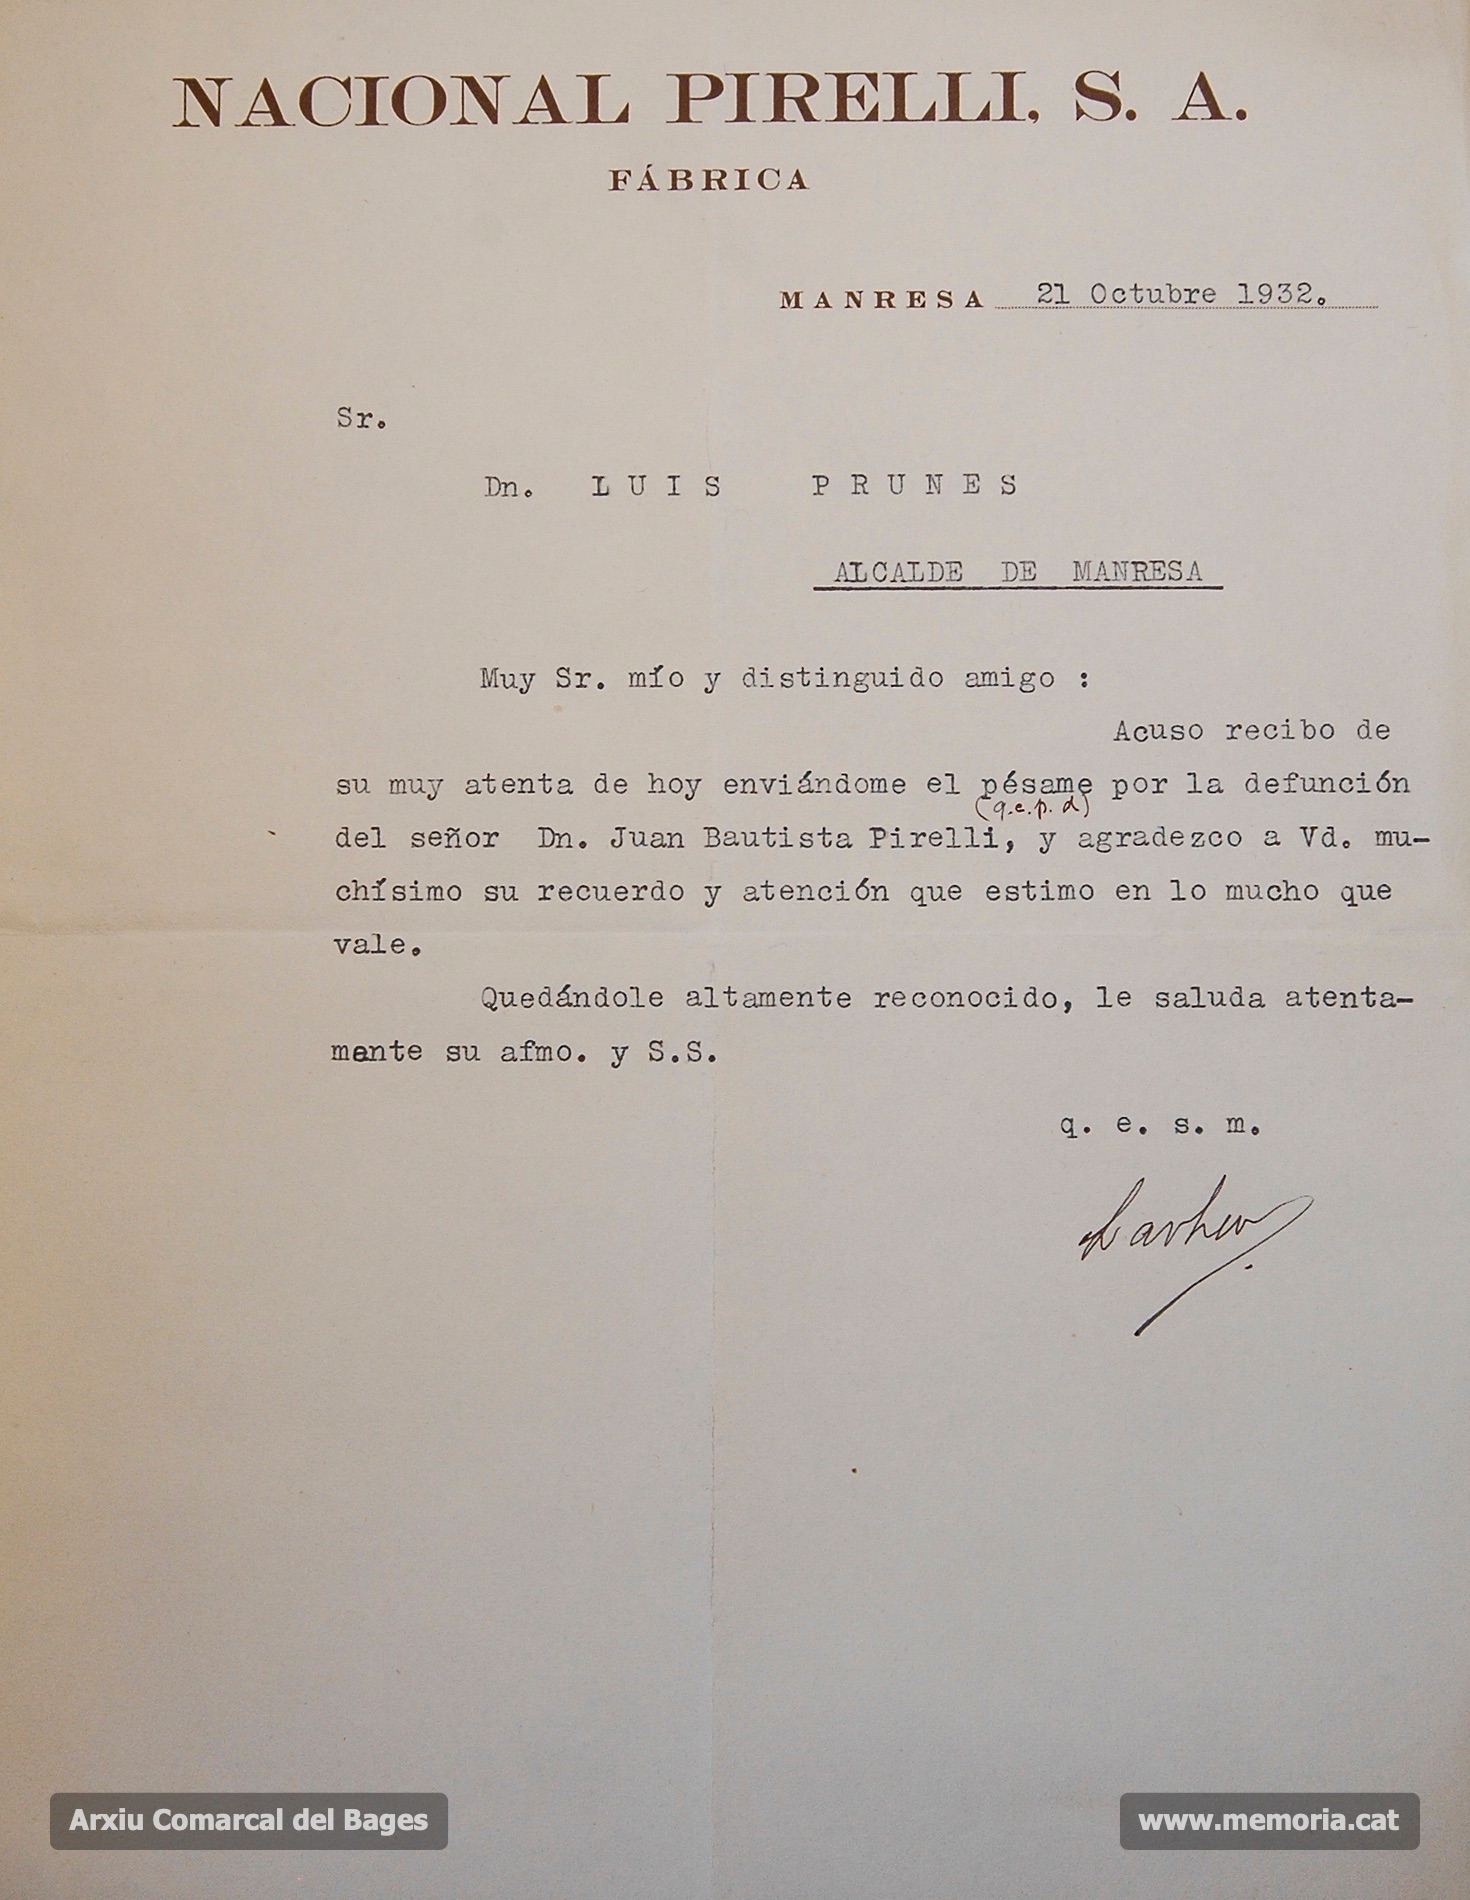 NACIONAL PIRELLI, S. A.
FÁBRICA
MANRESA 21 Octubre 1932.
Sr.
Dn. LUIS PRUNES
ALCALDE DE MANRESA
Muy Sr. mío y distinguido amigo :
Acuso recibo de
su muy atenta de hoy enviándome el pésame por la defunción
(q.e.p.d)
del señor Dn. Juan Bautista Pirelli, y agradezco a Vd. mu-
chísimo su recuerdo y atención que estimo en lo mucho que
vale.
Quedándole altamente reconocido, le saluda atenta-
mente su afmo. y S.S.
q. e. s. m.
Arxiu Comarcal del Bages
www.memoria.cat